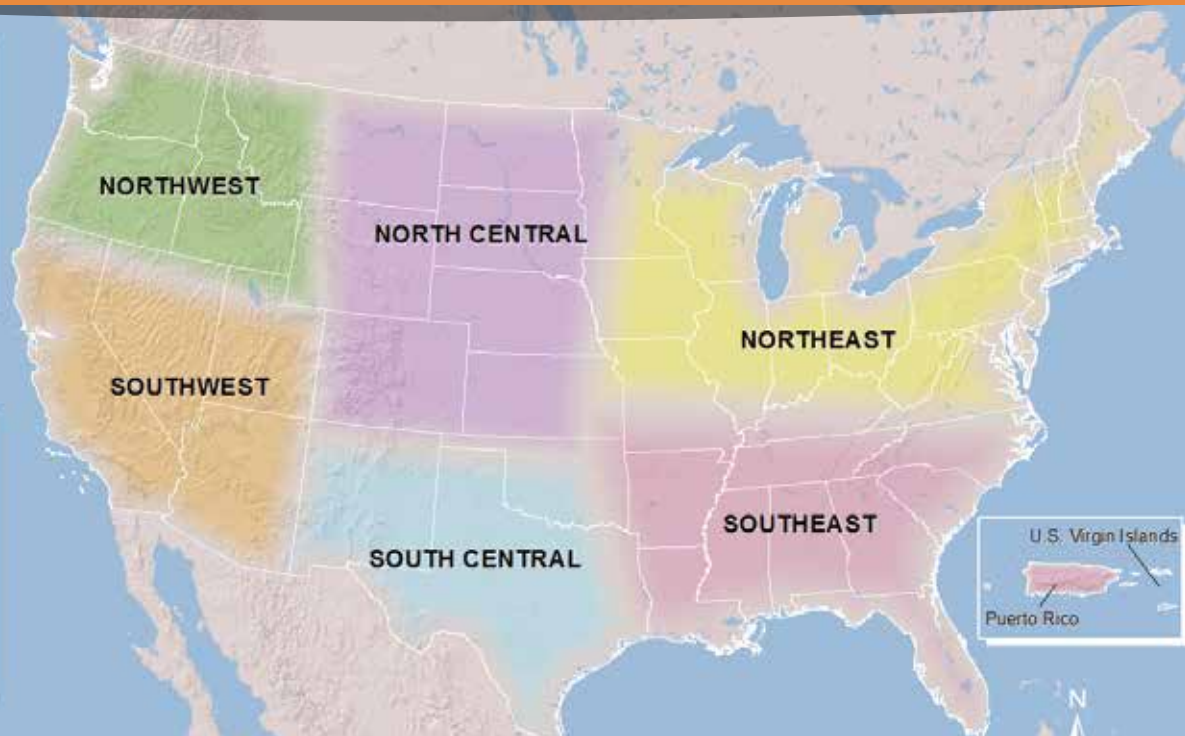 NORTHWEST
NORTH CENTRAL
NORTHEAST
SOUTHWEST
SOUTHEAST
SOUTH CENTRAL
U.S. Virgin Islands
Puerto Rico
N